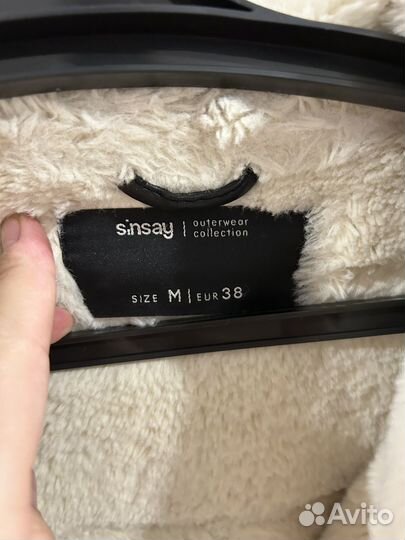 sinsay | outerwear
collection
SIZE M | EUR 38
Avito